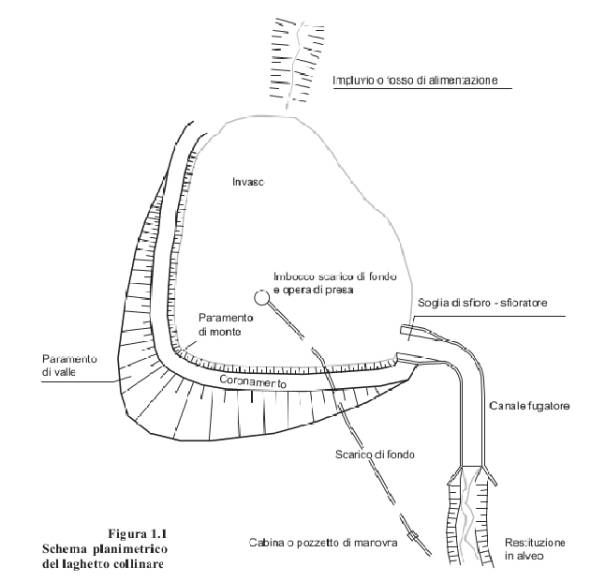 Impluvio o fosso di alimentazione
Invaso
Imbocco scarico di fondo
e opera di presa
Soglia di sfioro - sfioratore
Paramento
di monte
Paramento
di valle
Coronamento
Canale fugatore
Scarico di fondo
Cabina o pozzetto di manovra
Restituzione
in alveo
Figura 1.1
Schema planimetrico
del laghetto collinare